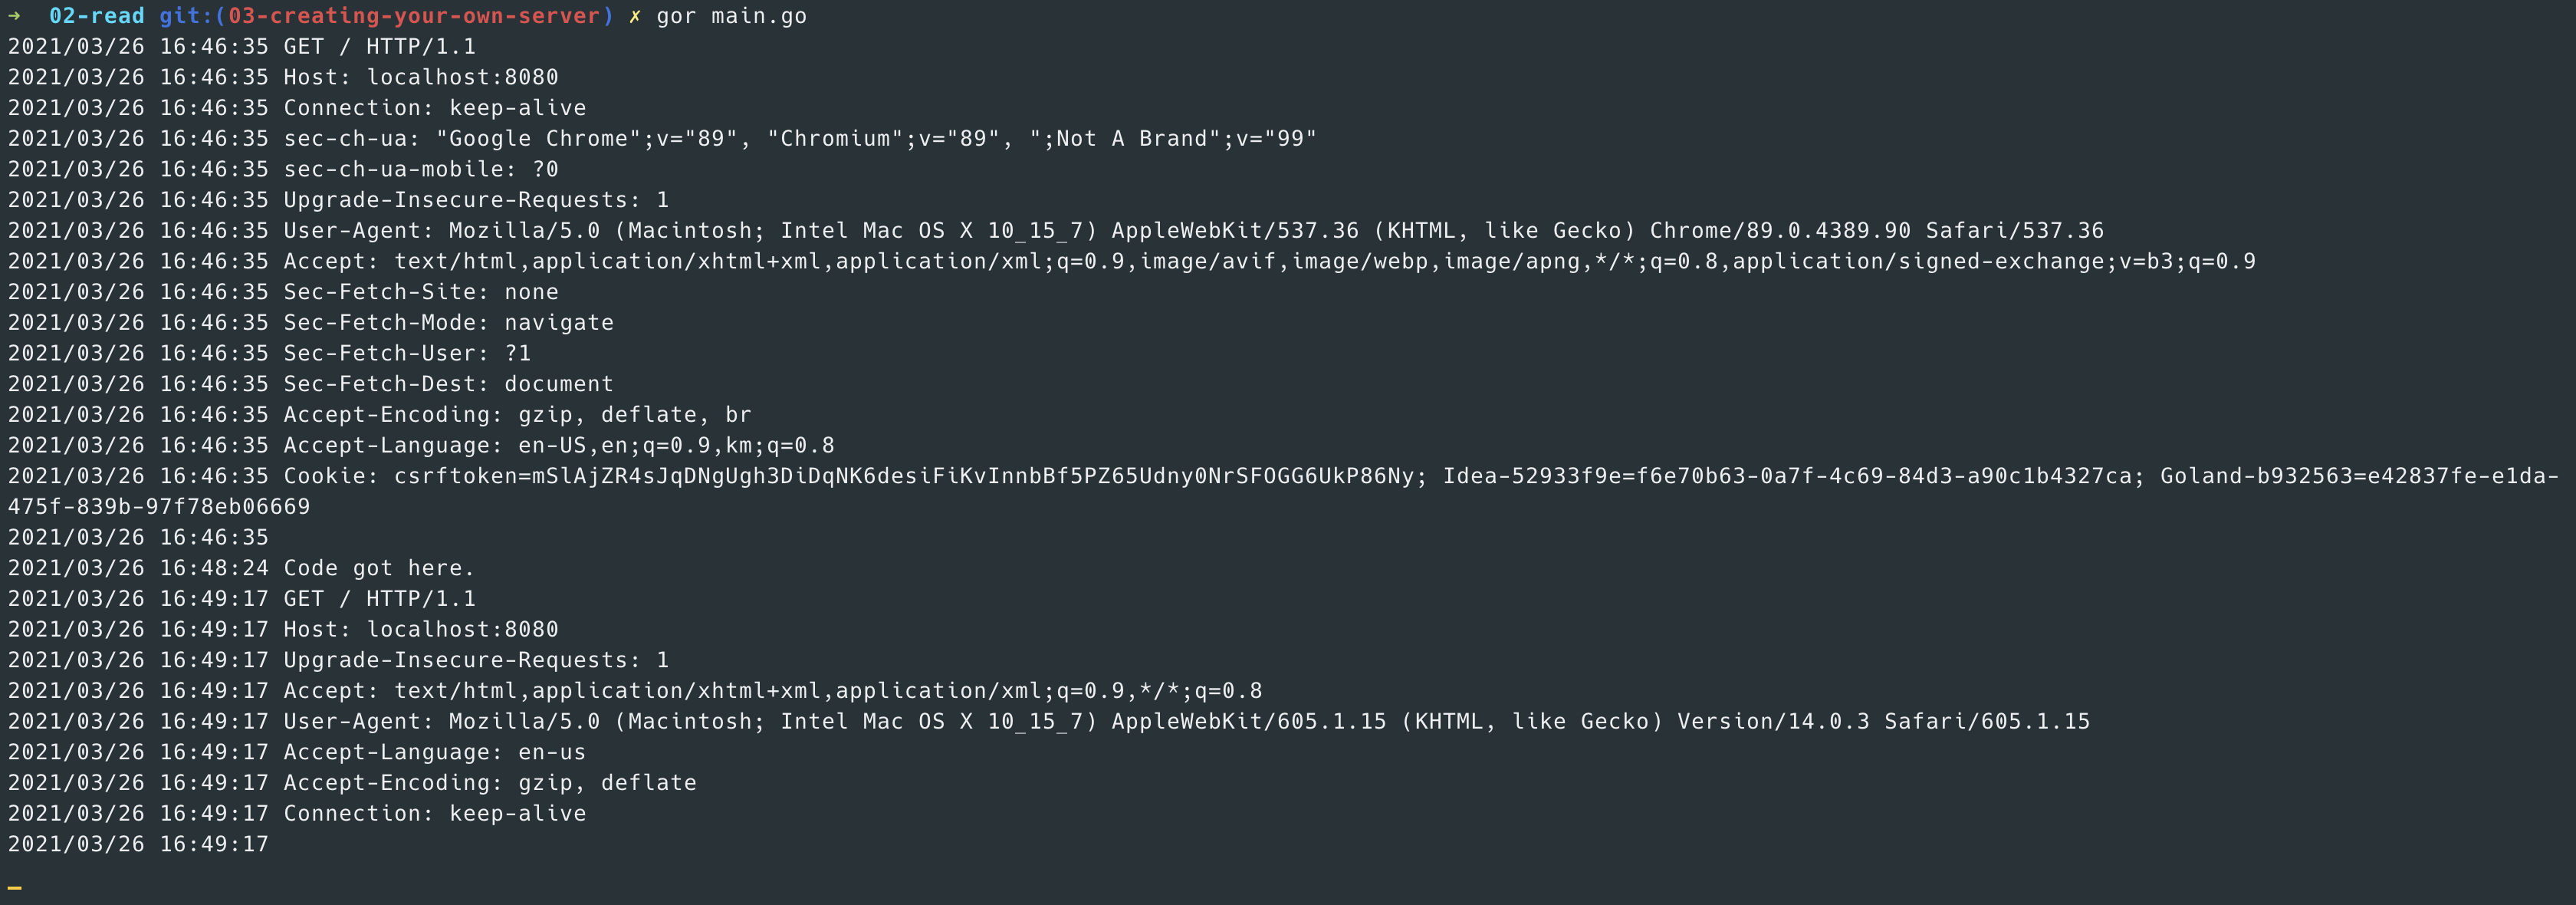 ➜  02-read git:(03-creating-your-own-server) ✗ gor main.go
2021/03/26 16:46:35 GET / HTTP/1.1
2021/03/26 16:46:35 Host: localhost:8080
2021/03/26 16:46:35 Connection: keep-alive
2021/03/26 16:46:35 sec-ch-ua: "Google Chrome";v="89", "Chromium";v="89", ";Not A Brand";v="99"
2021/03/26 16:46:35 sec-ch-ua-mobile: ?0
2021/03/26 16:46:35 Upgrade-Insecure-Requests: 1
2021/03/26 16:46:35 User-Agent: Mozilla/5.0 (Macintosh; Intel Mac OS X 10_15_7) AppleWebKit/537.36 (KHTML, like Gecko) Chrome/89.0.4389.90 Safari/537.36
2021/03/26 16:46:35 Accept: text/html,application/xhtml+xml,application/xml;q=0.9,image/avif,image/webp,image/apng,*/*;q=0.8,application/signed-exchange;v=b3;q=0.9
2021/03/26 16:46:35 Sec-Fetch-Site: none
2021/03/26 16:46:35 Sec-Fetch-Mode: navigate
2021/03/26 16:46:35 Sec-Fetch-User: ?1
2021/03/26 16:46:35 Sec-Fetch-Dest: document
2021/03/26 16:46:35 Accept-Encoding: gzip, deflate, br
2021/03/26 16:46:35 Accept-Language: en-US,en;q=0.9,km;q=0.8
2021/03/26 16:46:35 Cookie: csrftoken=mSlAjZR4sJqDNgUgh3DiDqNK6desiFiKvInnbBf5PZ65Udny0NrSFOGG6UkP86Ny; Idea-52933f9e=f6e70b63-0a7f-4c69-84d3-a90c1b4327ca; Goland-b932563=e42837fe-e1da-
475f-839b-97f78eb06669
2021/03/26 16:46:35
2021/03/26 16:48:24 Code got here.
2021/03/26 16:49:17 GET / HTTP/1.1
2021/03/26 16:49:17 Host: localhost:8080
2021/03/26 16:49:17 Upgrade-Insecure-Requests: 1
2021/03/26 16:49:17 Accept: text/html,application/xhtml+xml,application/xml;q=0.9,*/*;q=0.8
2021/03/26 16:49:17 User-Agent: Mozilla/5.0 (Macintosh; Intel Mac OS X 10_15_7) AppleWebKit/605.1.15 (KHTML, like Gecko) Version/14.0.3 Safari/605.1.15
2021/03/26 16:49:17 Accept-Language: en-us
2021/03/26 16:49:17 Accept-Encoding: gzip, deflate
2021/03/26 16:49:17 Connection: keep-alive
2021/03/26 16:49:17